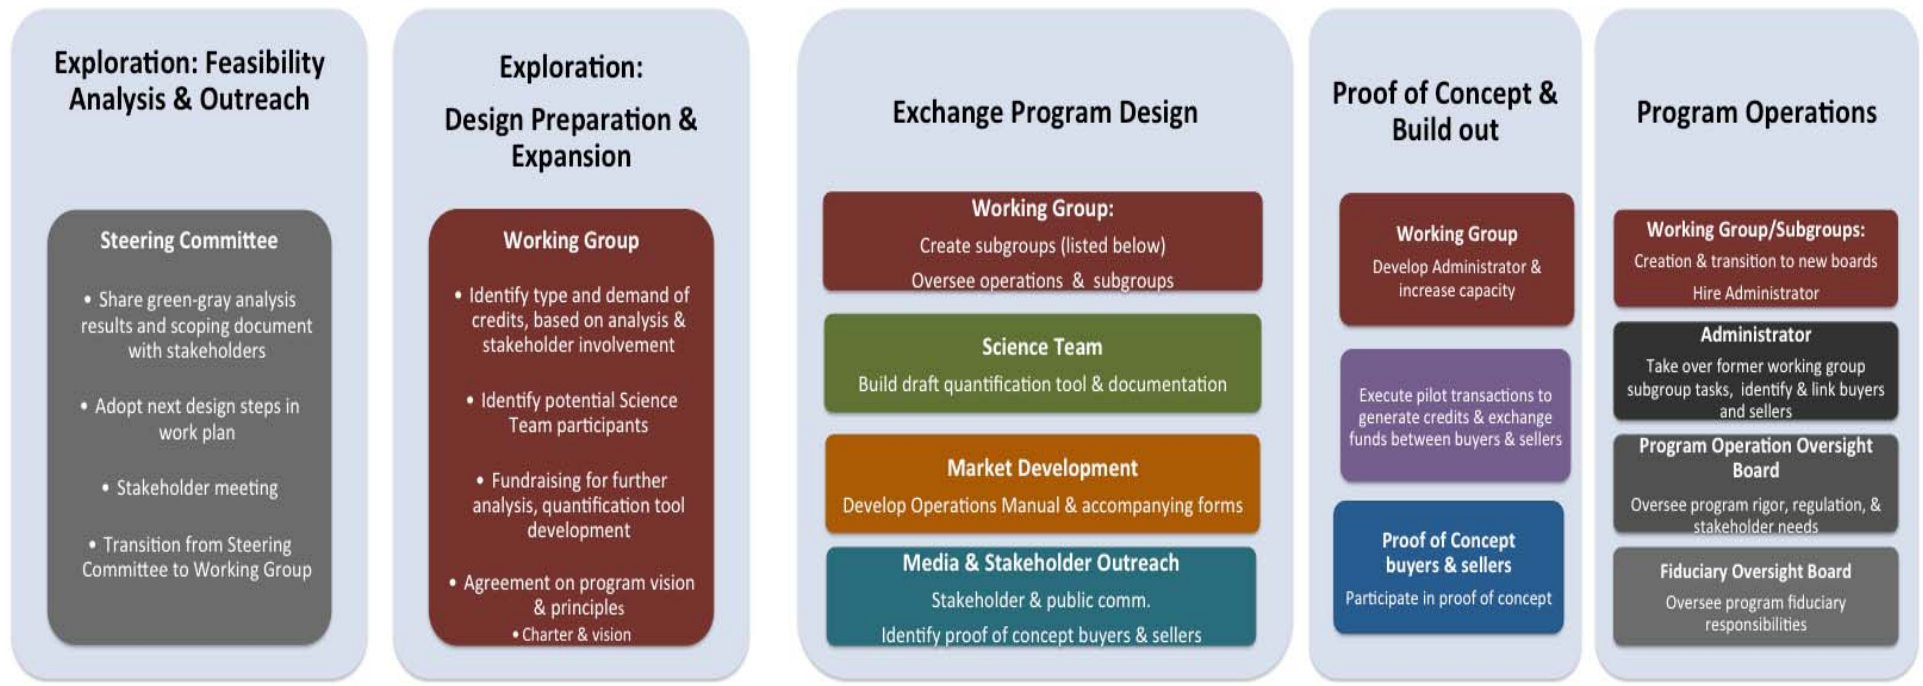 Exploration: Feasibility
Analysis & Outreach
Steering Committee
• Share green-gray analysis
results and scoping document
with stakeholders
• Adopt next design steps in
work plan
• Stakeholder meeting
• Transition from Steering
Committee to Working Group
Exploration:
Design Preparation &
Expansion
Working Group
• Identify type and demand of
credits, based on analysis &
stakeholder involvement
• Identify potential Science
Team participants
• Fundraising for further
analysis, quantification tool
development
• Agreement on program vision
& principles
• Charter & vision
Exchange Program Design
Working Group:
Create subgroups (listed below)
Oversee operations & subgroups
Science Team
Build draft quantification tool & documentation
Market Development
Develop Operations Manual & accompanying forms
Media & Stakeholder Outreach
Stakeholder & public comm.
Identify proof of concept buyers & sellers
Proof of Concept &
Build out
Working Group
Develop Administrator &
increase capacity
Execute pilot transactions to
generate credits & exchange
funds between buyers & sellers
Proof of Concept
buyers & sellers
Participate in proof of concept
Program Operations
Working Group/Subgroups:
Creation & transition to new boards
Hire Administrator
Administrator
Take over former working group
subgroup tasks, identify & link buyers
and sellers
Program Operation Oversight
Board
Oversee program rigor, regulation, &
stakeholder needs
Fiduciary Oversight Board
Oversee program fiduciary
responsibilities